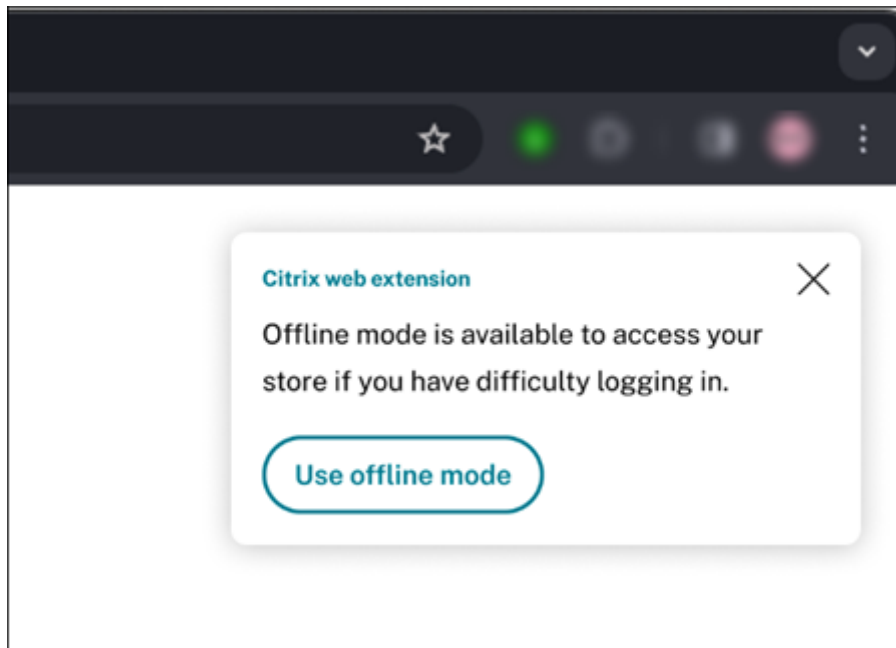 Citrix web extension
Offline mode is available to access your
store if you have difficulty logging in.
Use offline mode